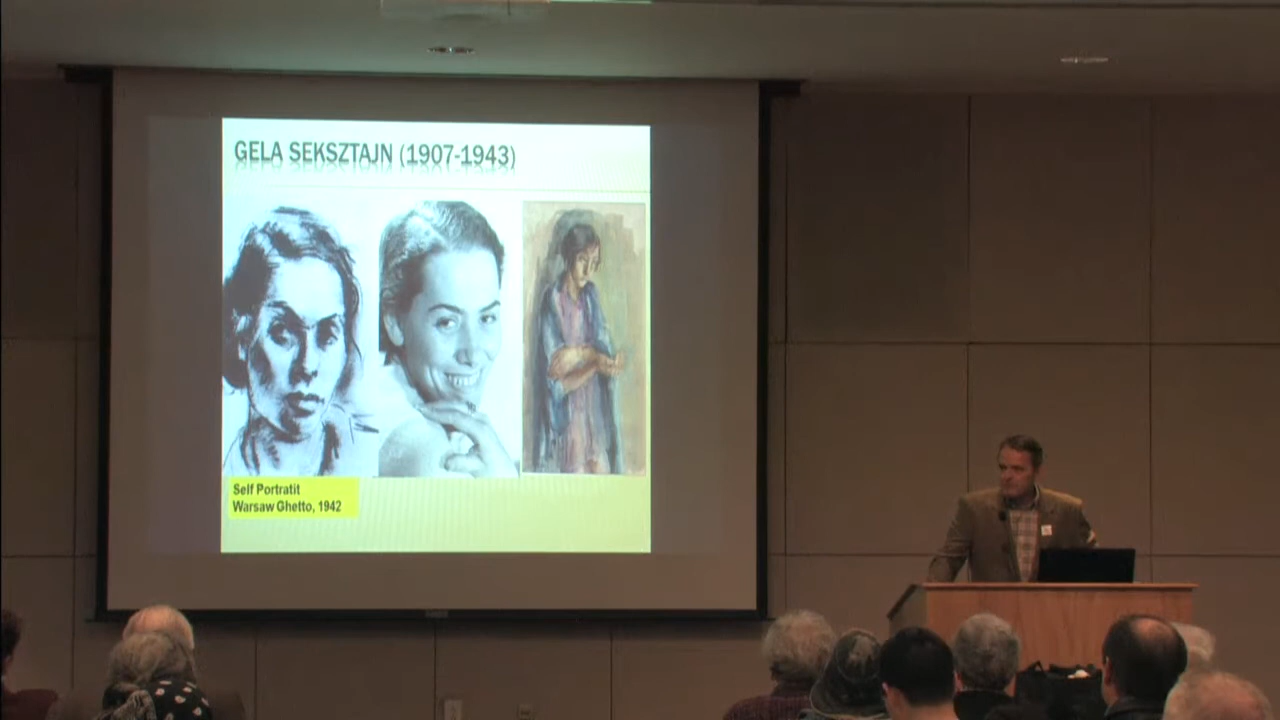 GELA SEKSZTAJN (1907-1943)
Self Portratit
Warsaw Ghetto, 1942